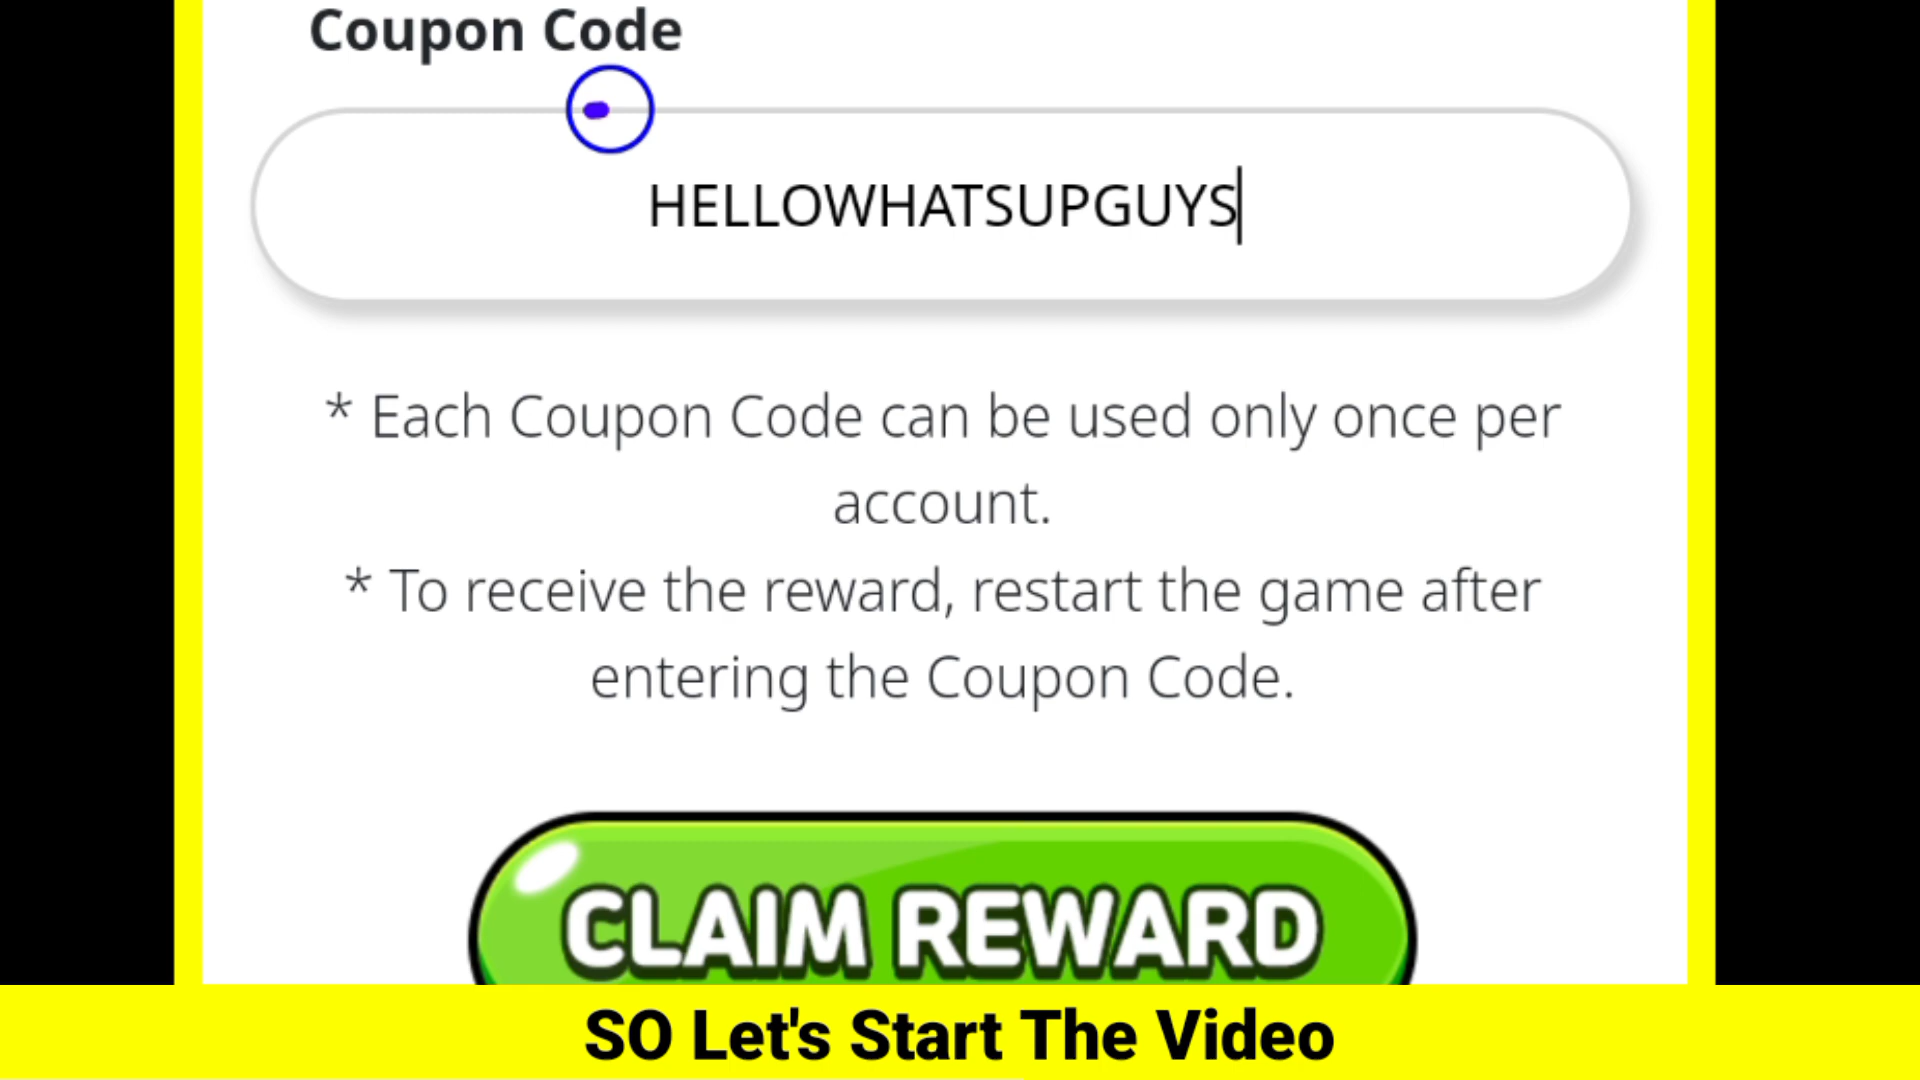 Coupon Code
HELLOWHATSUPGUYS
* Each Coupon Code can be used only once per
account.
* To receive the reward, restart the game after
entering the Coupon Code.
CLAIM REWARD
SO Let's Start The Video